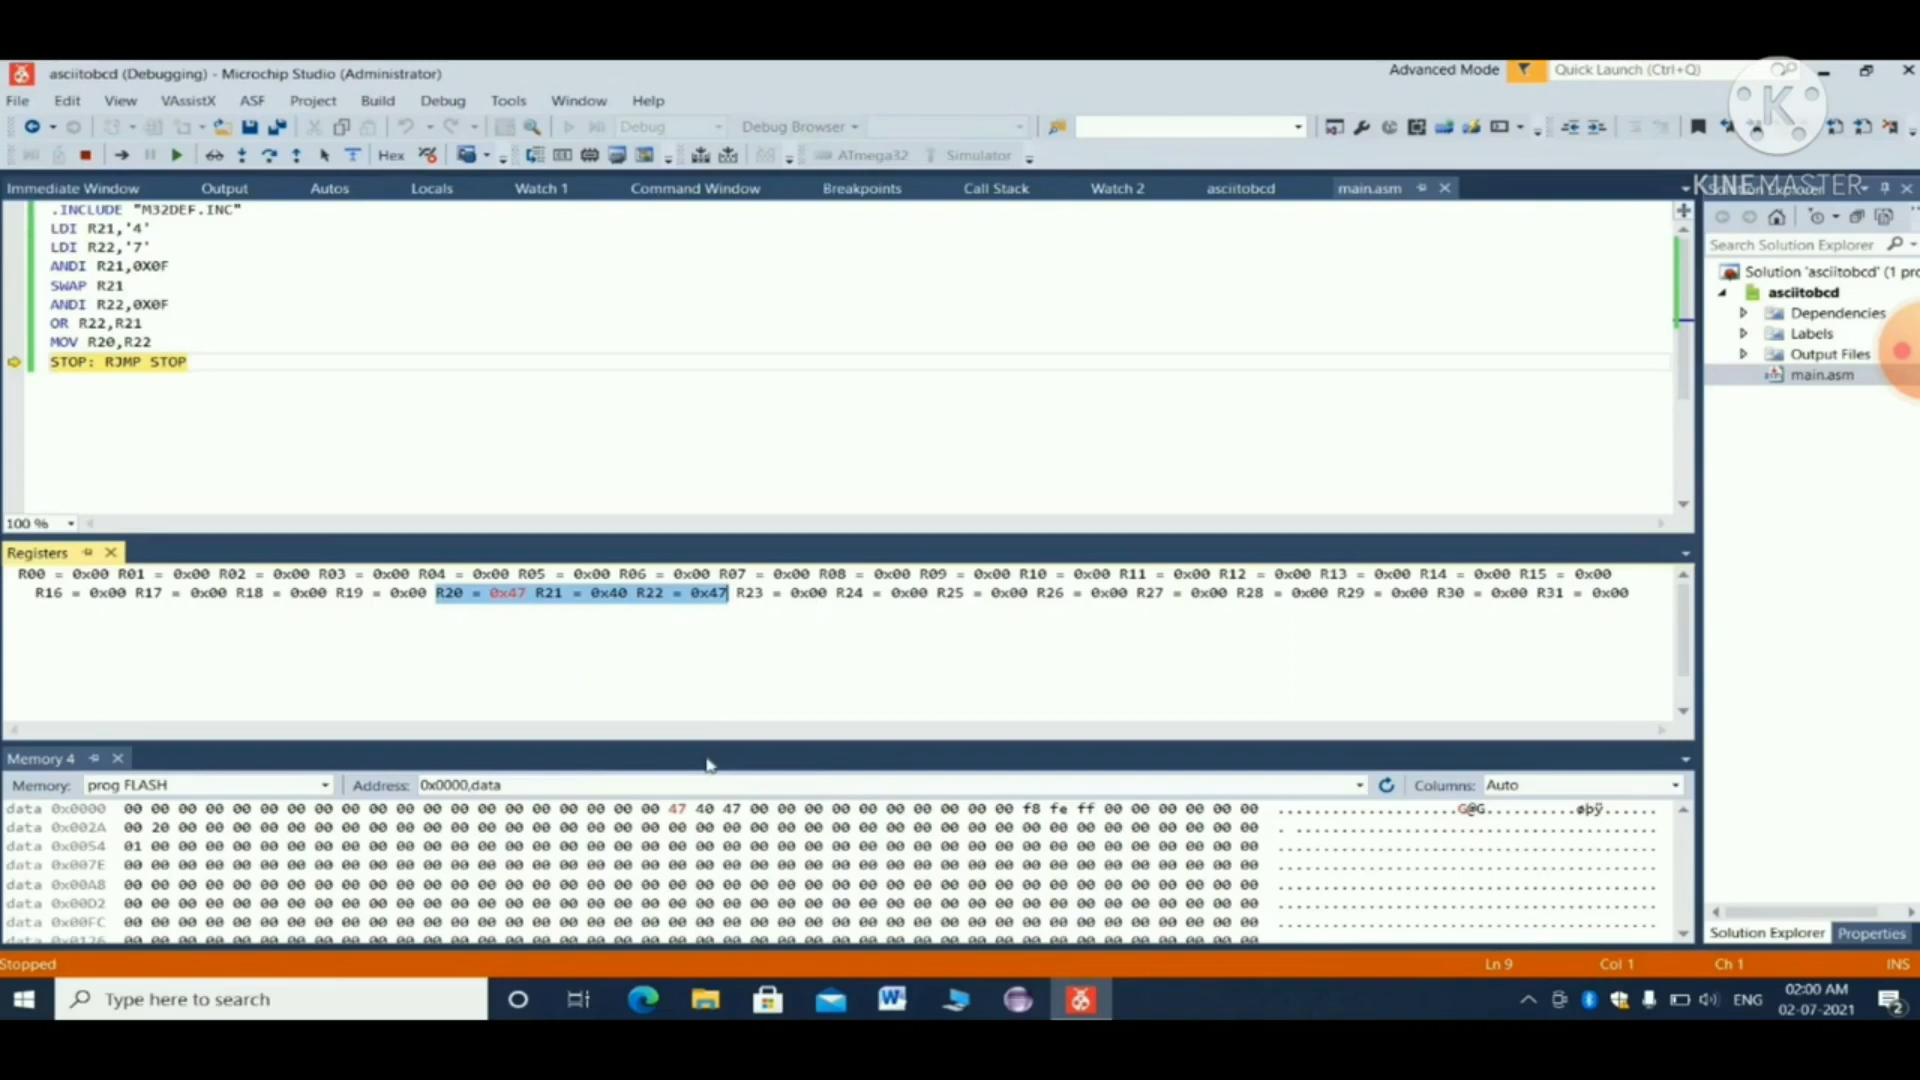 asciitobcd (Debugging) - Microchip Studio (Administrator)
Advanced Mode
Quick Launch (Ctrl+Q)
K
File Edit View VAssistX ASF Project Build Debug Tools Window Help
Debug
Debug Browser
Hex
ATmega32
Simulator
KINEMASTER
Immediate Window Output Autos Locals Watch 1 Command Window Breakpoints Call Stack Watch 2 asciitobcd main.asm
.INCLUDE "M32DEF.INC"
LDI R21,'4'
LDI R22,'7'
ANDI R21,0X0F
SWAP R21
ANDI R22,0X0F
OR R22,R21
MOV R20,R22
STOP: RJMP STOP
100 %
Search Solution Explorer
Solution 'asciitobcd' (1 pro
asciitobcd
Dependencies
Labels
Output Files
main.asm
Registers
R00 = 0x00 R01 = 0x00 R02 = 0x00 R03 = 0x00 R04 = 0x00 R05 = 0x00 R06 = 0x00 R07 = 0x00 R08 = 0x00 R09 = 0x00 R10 = 0x00 R11 = 0x00 R12 = 0x00 R13 = 0x00 R14 = 0x00 R15 = 0x00
R16 = 0x00 R17 = 0x00 R18 = 0x00 R19 = 0x00 R20 = 0x47 R21 = 0x40 R22 = 0x47 R23 = 0x00 R24 = 0x00 R25 = 0x00 R26 = 0x00 R27 = 0x00 R28 = 0x00 R29 = 0x00 R30 = 0x00 R31 = 0x00
Memory 4
Memory: prog FLASH Address: 0x0000,data Columns: Auto
data 0x0000 00 00 00 00 00 00 00 00 00 00 00 00 00 00 00 00 00 00 00 00 47 40 47 00 00 00 00 00 00 00 00 00 00 f8 fe ff 00 00 00 00 00 00 ....................G@G..........øþÿ......
data 0x002A 00 20 00 00 00 00 00 00 00 00 00 00 00 00 00 00 00 00 00 00 00 00 00 00 00 00 00 00 00 00 00 00 00 00 00 00 00 00 00 00 00 00 . ........................................
data 0x0054 01 00 00 00 00 00 00 00 00 00 00 00 00 00 00 00 00 00 00 00 00 00 00 00 00 00 00 00 00 00 00 00 00 00 00 00 00 00 00 00 00 00 ..........................................
data 0x007E 00 00 00 00 00 00 00 00 00 00 00 00 00 00 00 00 00 00 00 00 00 00 00 00 00 00 00 00 00 00 00 00 00 00 00 00 00 00 00 00 00 00 ..........................................
data 0x00A8 00 00 00 00 00 00 00 00 00 00 00 00 00 00 00 00 00 00 00 00 00 00 00 00 00 00 00 00 00 00 00 00 00 00 00 00 00 00 00 00 00 00 ..........................................
data 0x00D2 00 00 00 00 00 00 00 00 00 00 00 00 00 00 00 00 00 00 00 00 00 00 00 00 00 00 00 00 00 00 00 00 00 00 00 00 00 00 00 00 00 00 ..........................................
data 0x00FC 00 00 00 00 00 00 00 00 00 00 00 00 00 00 00 00 00 00 00 00 00 00 00 00 00 00 00 00 00 00 00 00 00 00 00 00 00 00 00 00 00 00 ..........................................
Solution Explorer Properties
Stopped
Ln 9 Col 1 Ch 1 INS
Type here to search
ENG
02:00 AM
02-07-2021
2